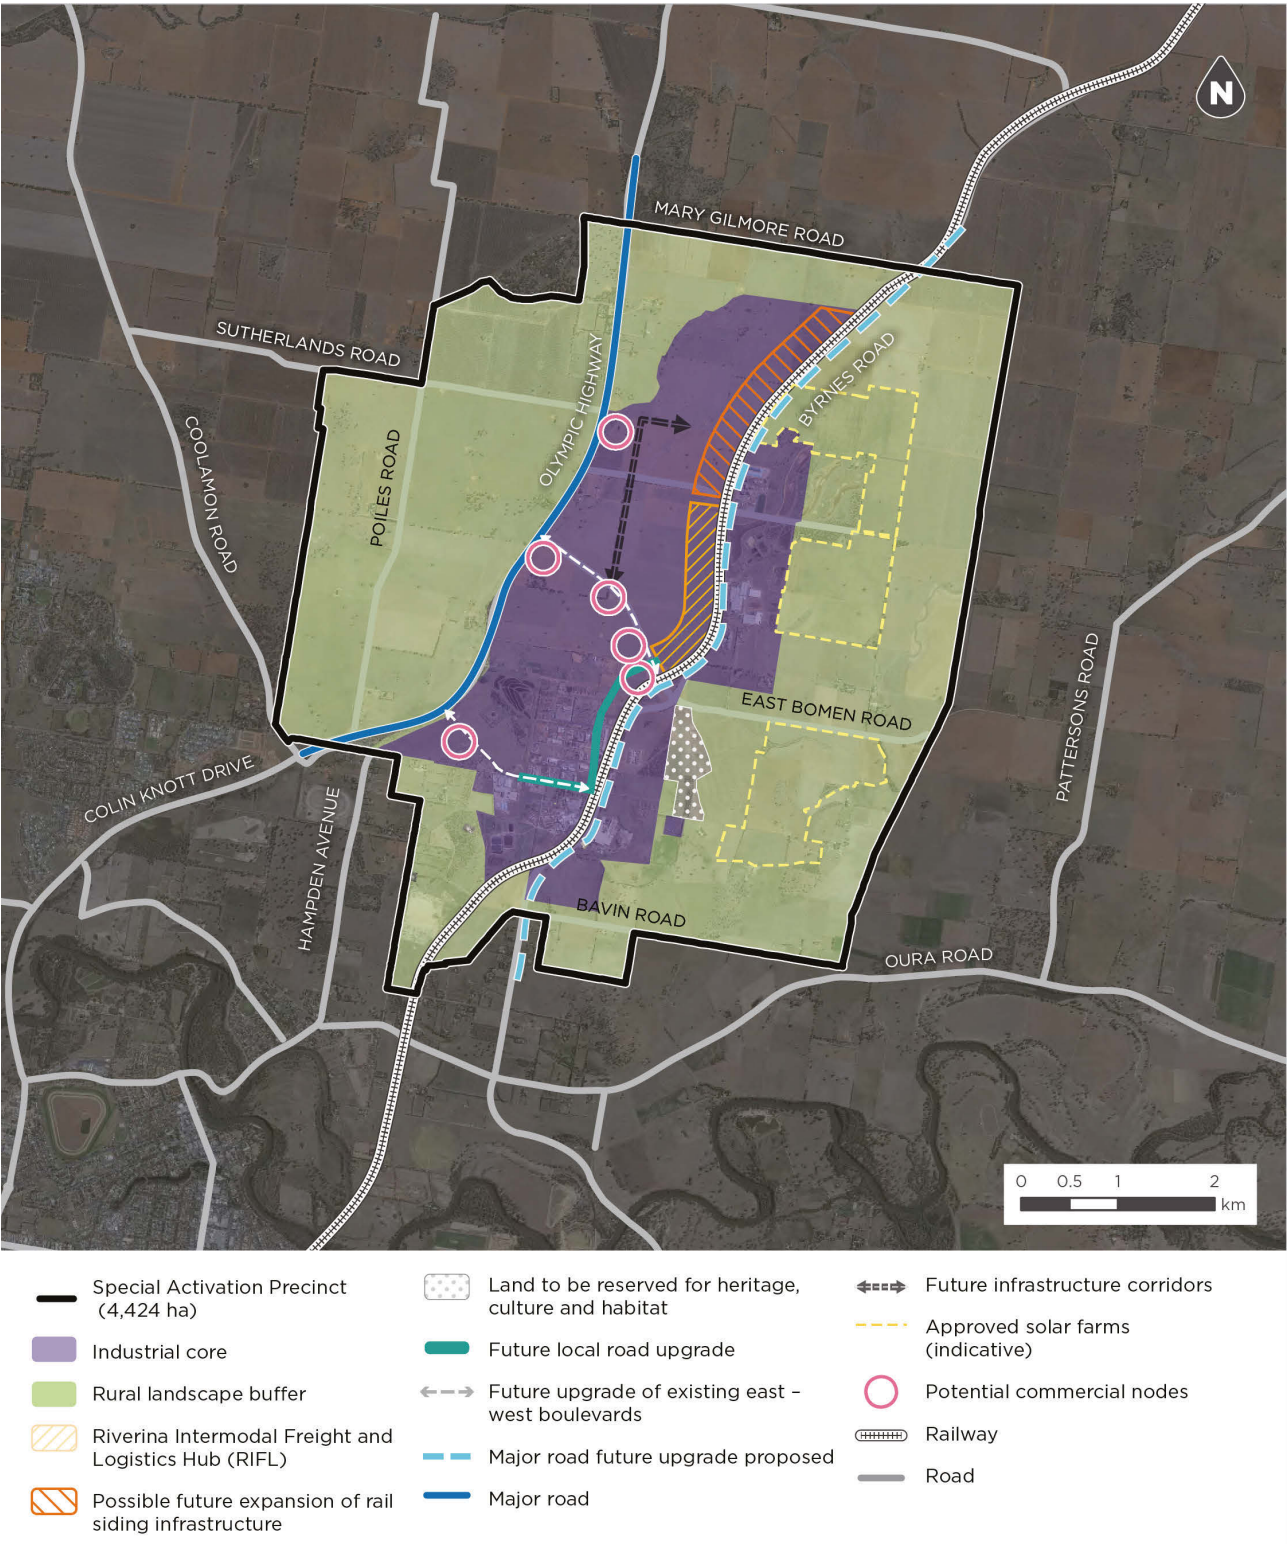 N
MARY GILMORE ROAD
SUTHERLANDS ROAD
OLYMPIC HIGHWAY
BYRNES ROAD
COOLAMON ROAD
POILES ROAD
PATTERSONS ROAD
EAST BOMEN ROAD
COLIN KNOTT DRIVE
HAMPDEN AVENUE
BAVIN ROAD
OURA ROAD
0 0.5 1 2
km
Special Activation Precinct
(4,424 ha)
Industrial core
Rural landscape buffer
Riverina Intermodal Freight and
Logistics Hub (RIFL)
Possible future expansion of rail
siding infrastructure
Land to be reserved for heritage,
culture and habitat
Future local road upgrade
Future upgrade of existing east –
west boulevards
Major road future upgrade proposed
Major road
Future infrastructure corridors
Approved solar farms
(indicative)
Potential commercial nodes
Railway
Road